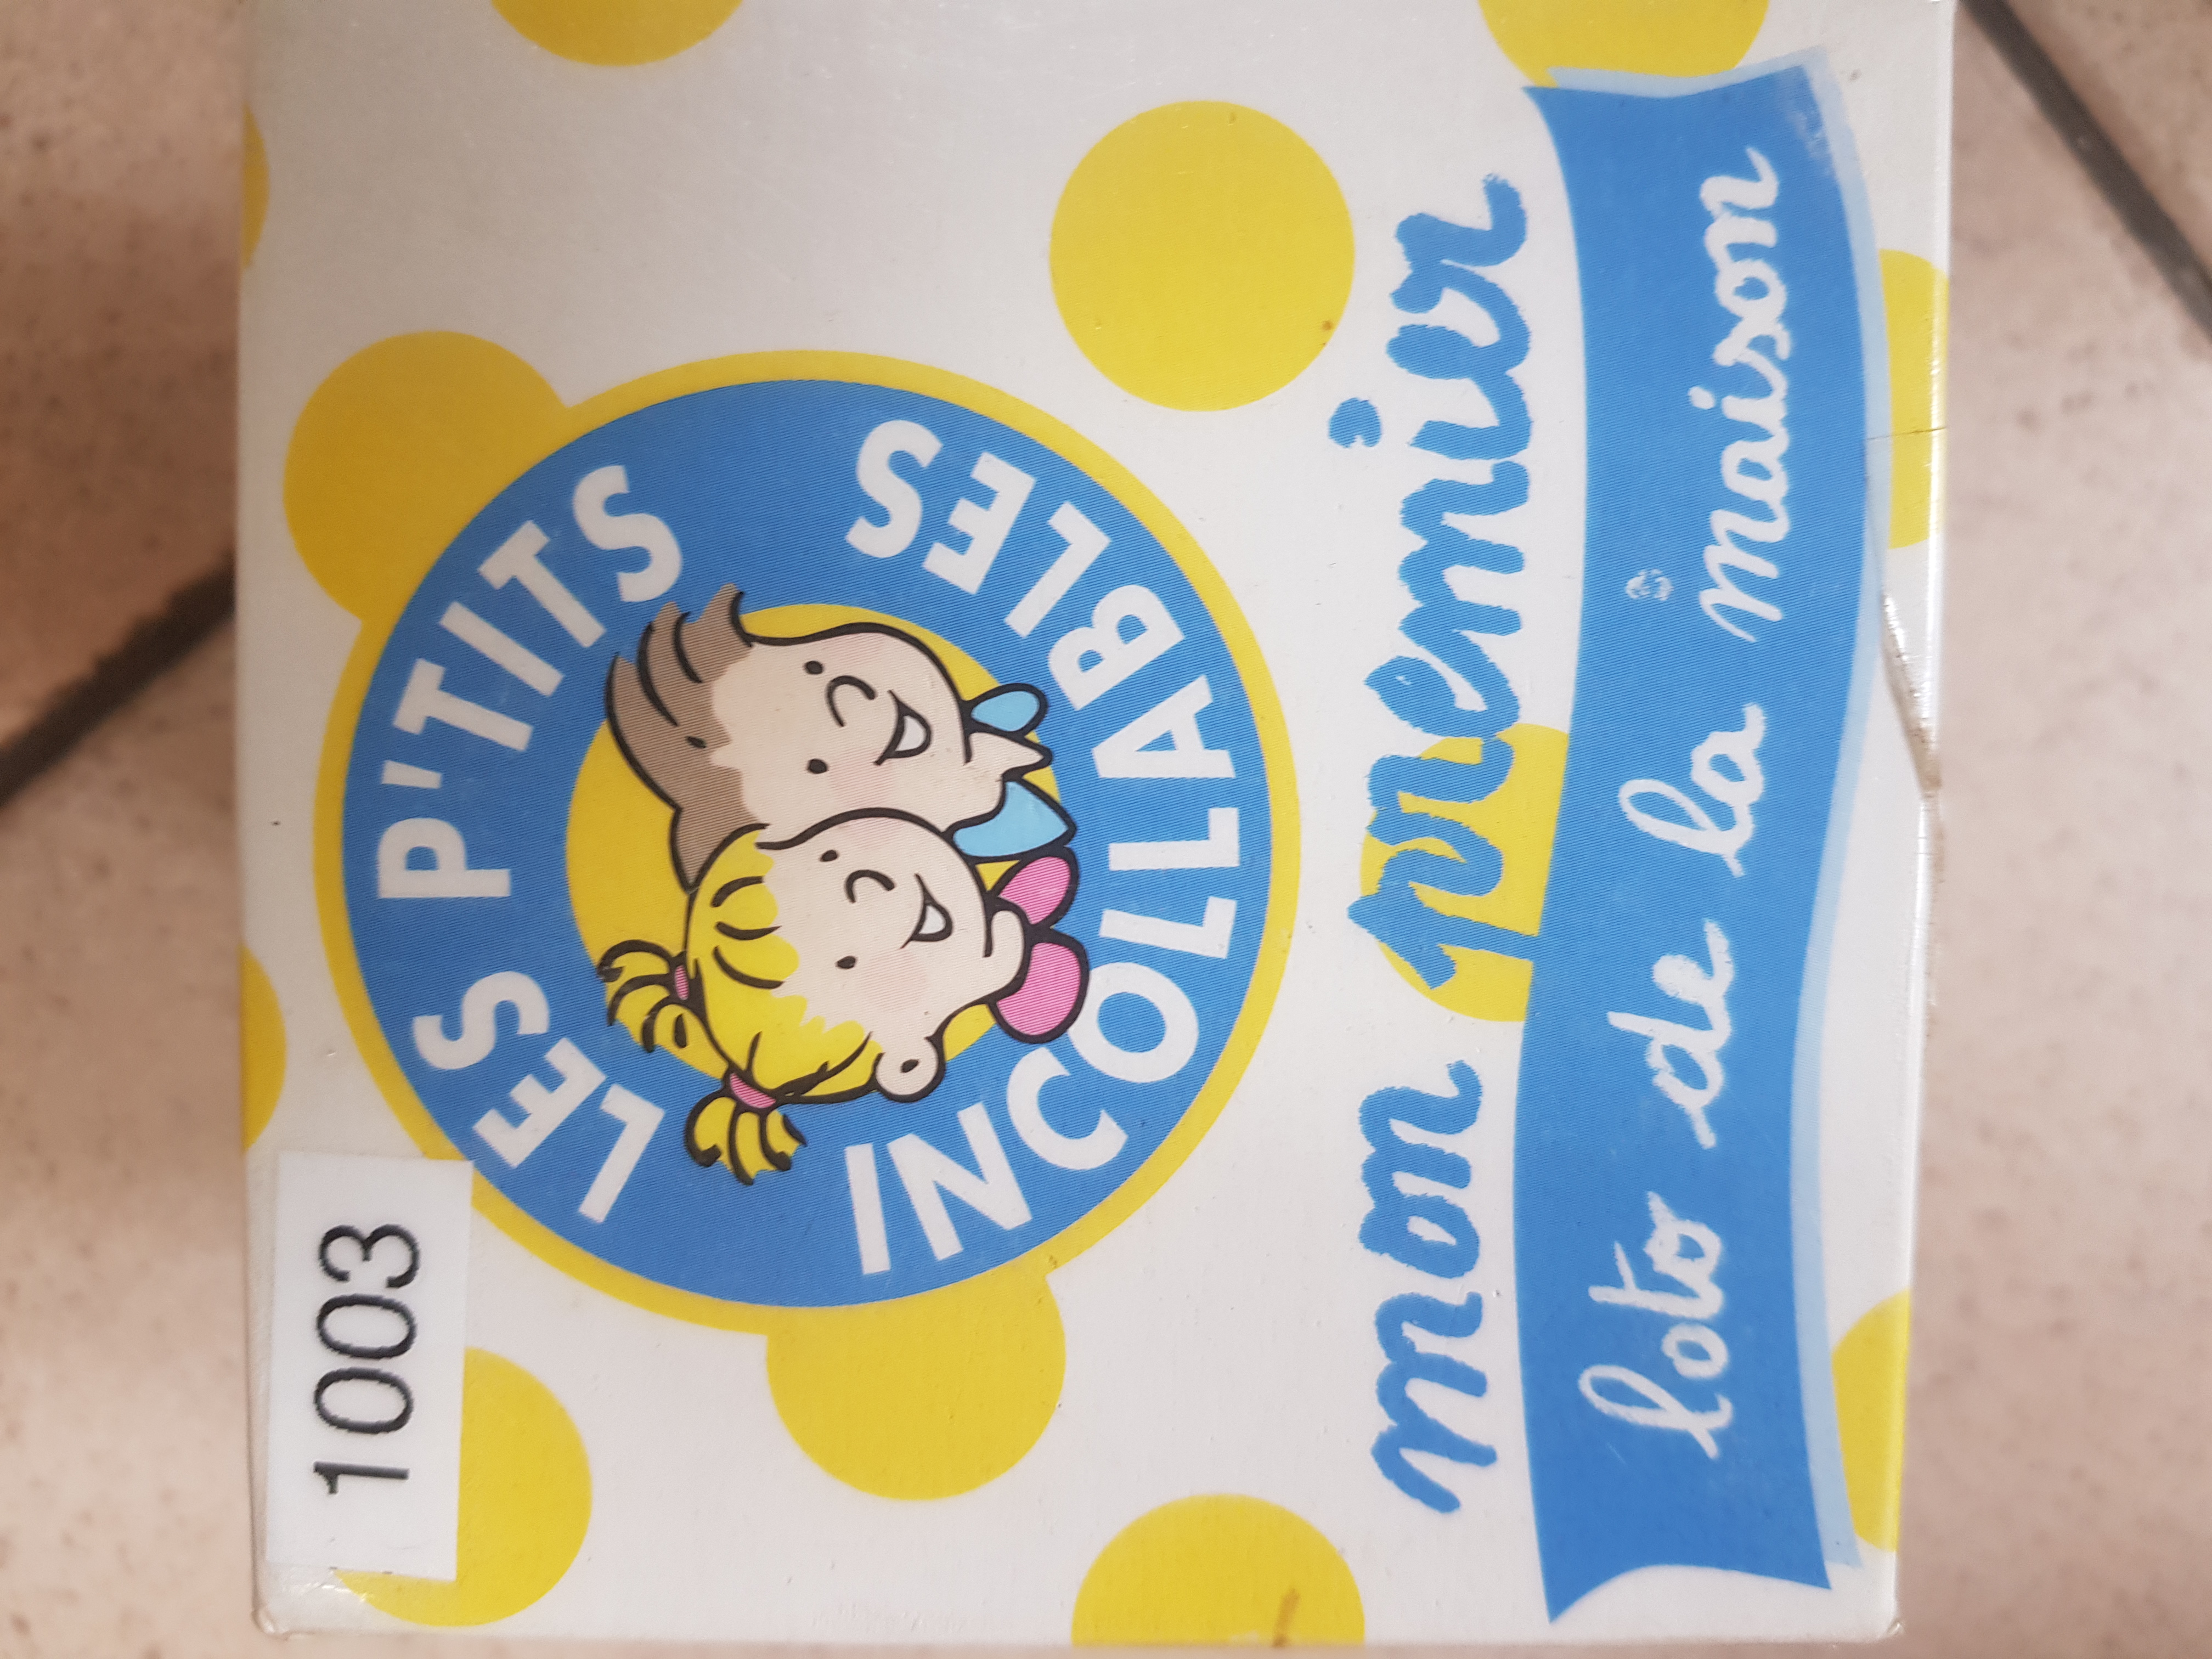 1003
LES P'TITS
INCOLLABLES
mon premier
loto de la maison